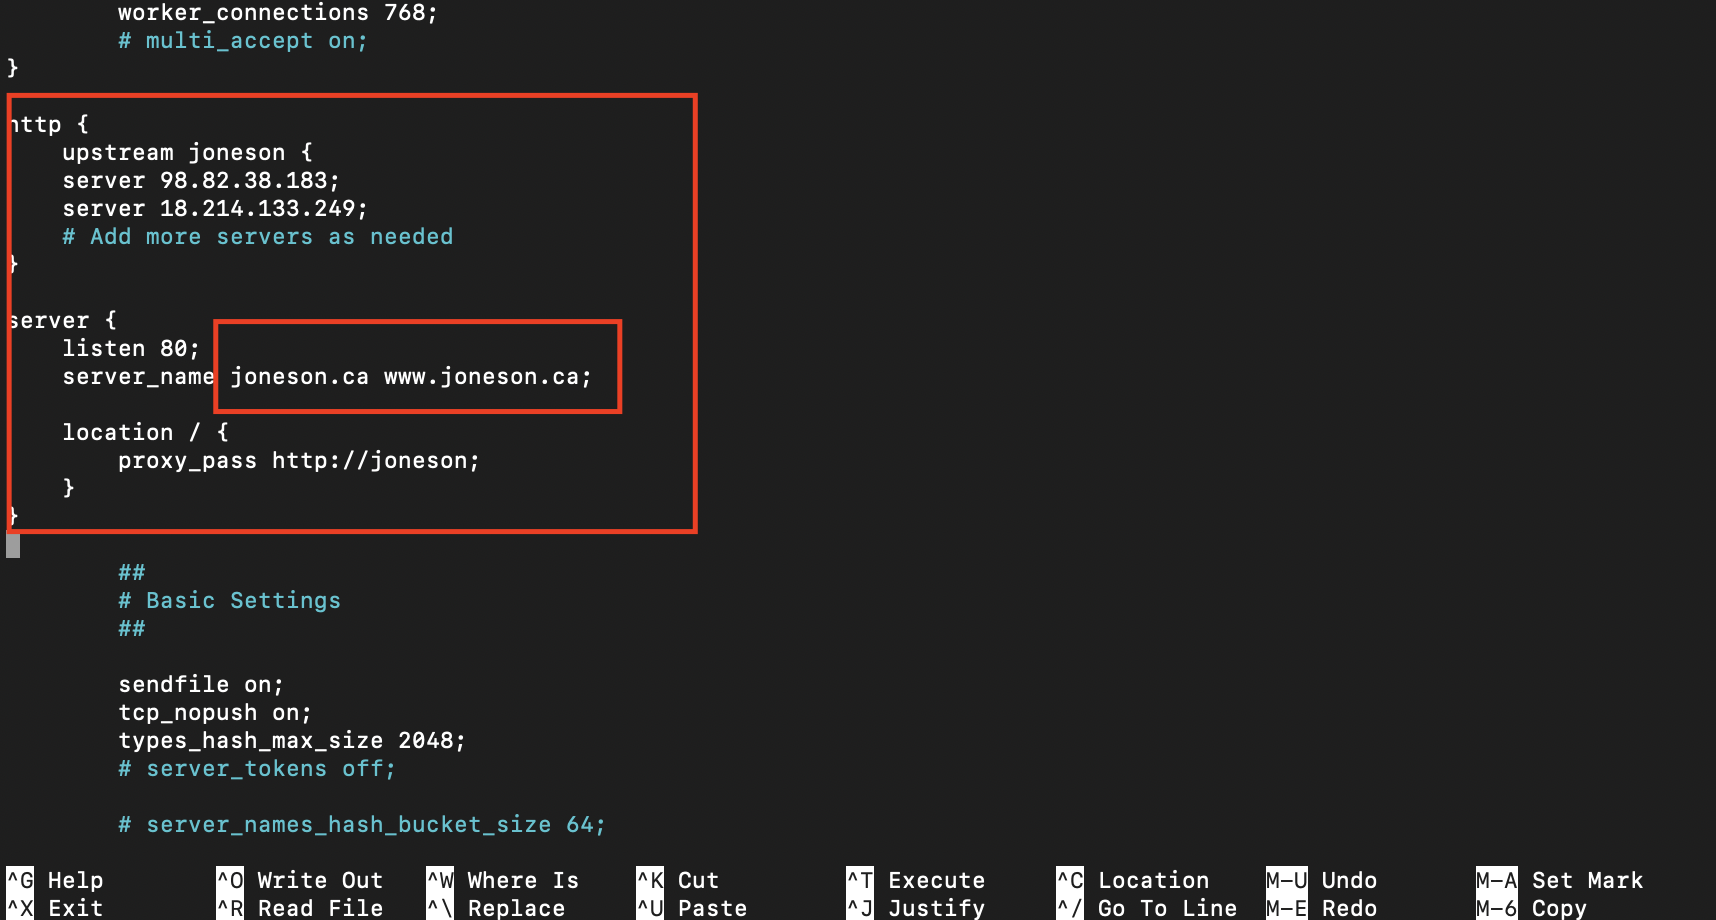 worker_connections 768;
        # multi_accept on;
}

http {
    upstream joneson {
    server 98.82.38.183;
    server 18.214.133.249;
    # Add more servers as needed
}

server {
    listen 80;
    server_name joneson.ca www.joneson.ca;

    location / {
        proxy_pass http://joneson;
    }
}

        ##
        # Basic Settings
        ##

        sendfile on;
        tcp_nopush on;
        types_hash_max_size 2048;
        # server_tokens off;

        # server_names_hash_bucket_size 64;

^G Help ^O Write Out ^W Where Is ^K Cut ^T Execute ^C Location M-U Undo M-A Set Mark
^X Exit ^R Read File ^\ Replace ^U Paste ^J Justify ^/ Go To Line M-E Redo M-6 Copy